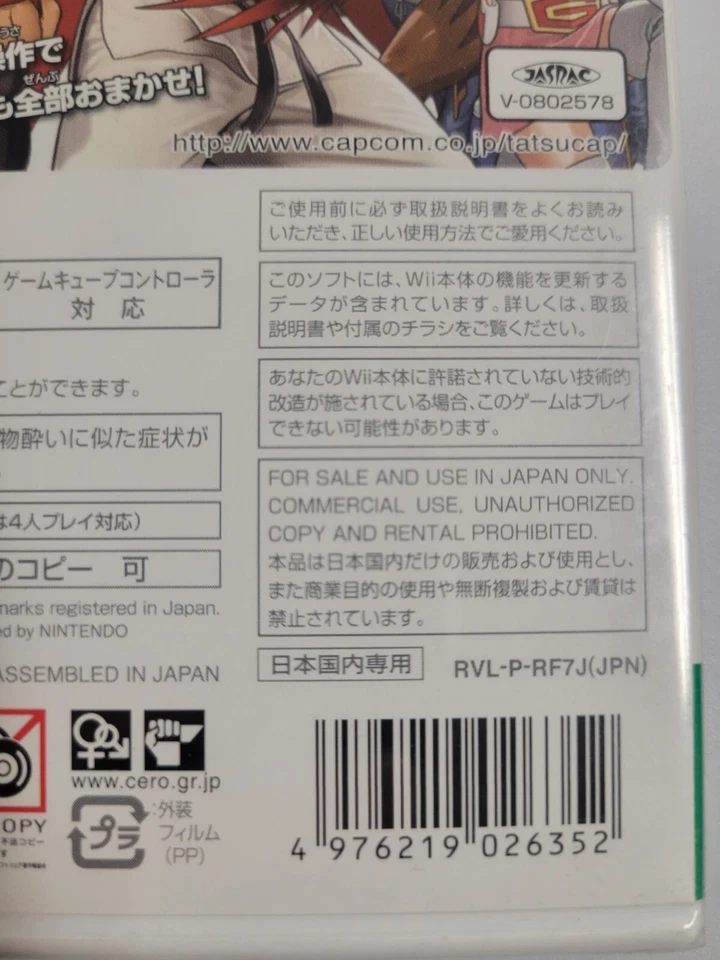 操作で
うさ
も全部おまかせ!
ぜんぶ
JASRAC
V-0802578
http://www.capcom.co.jp/tatsucap/
ご使用前に必ず取扱説明書をよくお読み
いただき、正しい使用方法でご愛用ください。
ゲームキューブコントローラ
対 応
このソフトには、Wii本体の機能を更新する
データが含まれています。詳しくは、取扱
説明書や付属のチラシをご覧ください。
ことができます。
あなたのWii本体に許諾されていない技術的
改造が施されている場合、このゲームはプレイ
できない可能性があります。
物酔いに似た症状が
は4人プレイ対応)
のコピー 可
FOR SALE AND USE IN JAPAN ONLY.
COMMERCIAL USE, UNAUTHORIZED
COPY AND RENTAL PROHIBITED.
本品は日本国内だけの販売および使用とし、
また商業目的の使用や無断複製および賃貸は
禁止されています。
marks registered in Japan.
ed by NINTENDO
ASSEMBLED IN JAPAN
日本国内専用
RVL-P-RF7J(JPN)
www.cero.gr.jp
OPY
プラ
:外装
フィルム
(PP)
4 976219 026352